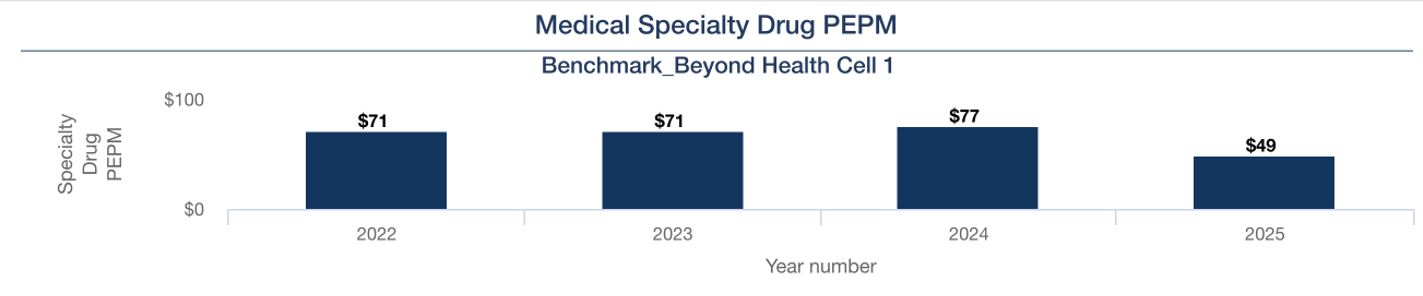 Medical Specialty Drug PEPM
Benchmark_Beyond Health Cell 1
Specialty
Drug
PEPM
$100
$0
$71
$71
$77
$49
2022
2023
2024
2025
Year number